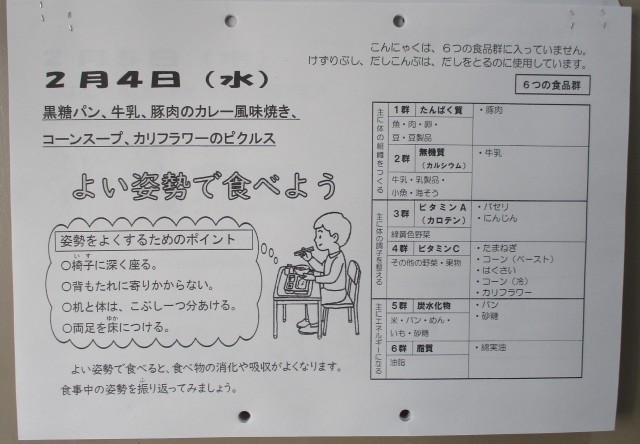 こんにゃくは、６つの食品群に入っていません。
けずりぶし、だしこんぶは、だしをとるのに使用しています。
２月４日（水）
黒糖パン、牛乳、豚肉のカレー風味焼き、
コーンスープ、カリフラワーのピクルス
よい姿勢で食べよう
姿勢をよくするためのポイント
○椅子に深く座る。
いす
○背もたれに寄りかからない。
○机と体は、こぶし一つ分あける。
○両足を床につける。
ゆか
よい姿勢で食べると、食べ物の消化や吸収がよくなります。
食事中の姿勢を振り返ってみましょう。
ふ
６つの食品群
主に体の組織をつくる
１群 たんぱく質
魚・肉・卵・
豆・豆製品
・豚肉
２群 無機質
（カルシウム）
牛乳・乳製品・
小魚・海そう
・牛乳
主に体の調子を整える
３群 ビタミンA
（カロテン）
緑黄色野菜
・パセリ
・にんじん
４群 ビタミンC
その他の野菜・果物
・たまねぎ
・コーン（ペースト）
・はくさい
・コーン（冷）
・カリフラワー
主にエネルギーになる
５群 炭水化物
米・パン・めん・
いも・砂糖
・パン
・砂糖
６群 脂質
油脂
・綿実油